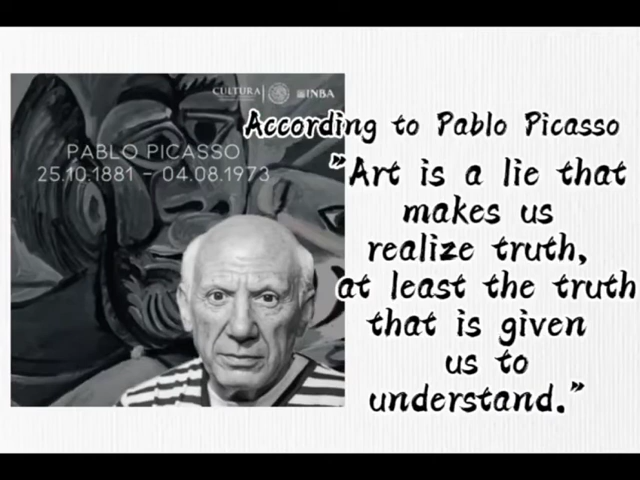 CULTURA
INBA
According to Pablo Picasso
PABLO PICASSO
25.10.1881 – 04.08.1973
"Art is a lie that
makes us
realize truth,
at least the truth
that is given
us to
understand."